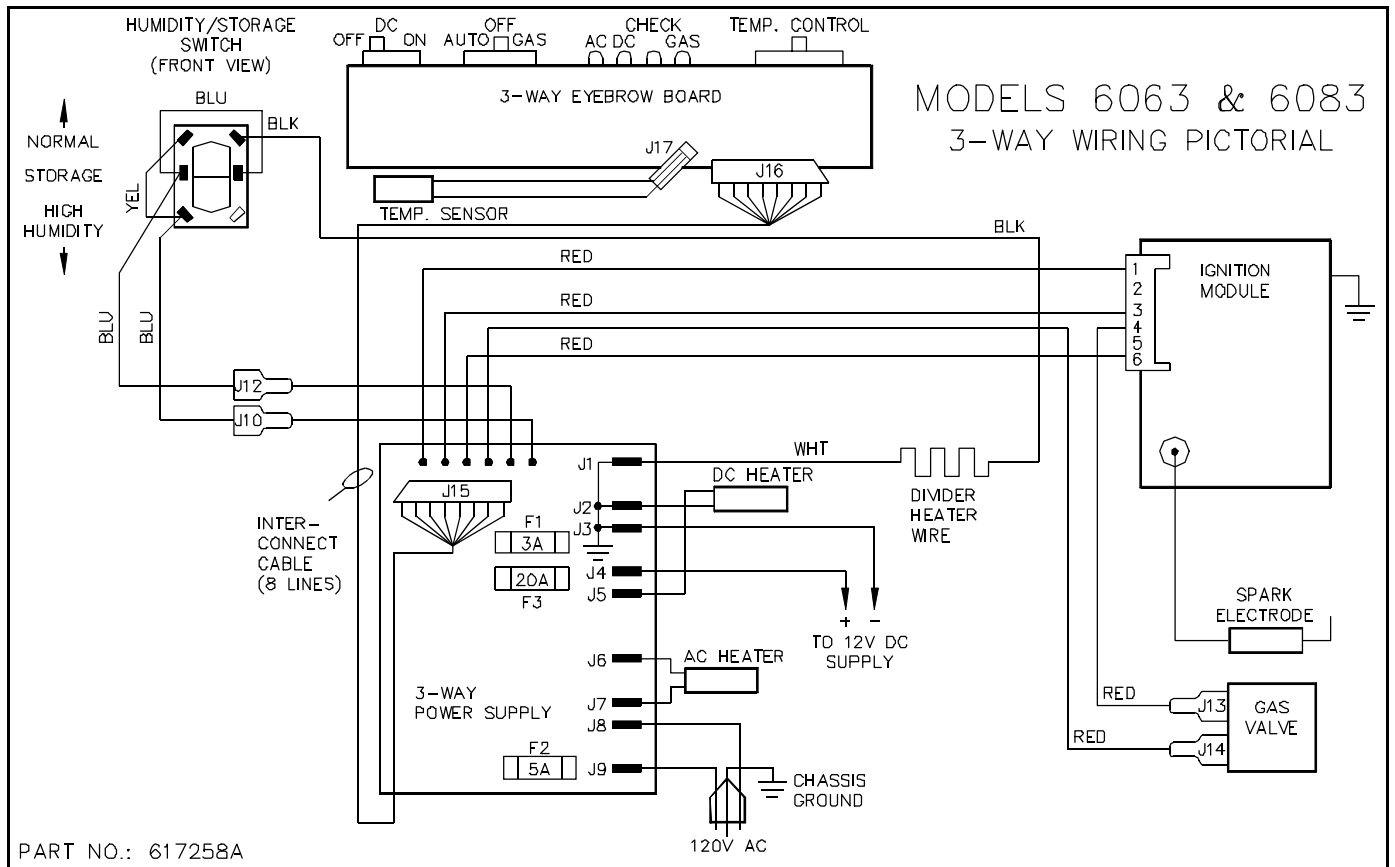 HUMIDITY/STORAGE
SWITCH
(FRONT VIEW)
DC
OFF
ON
OFF
AUTO
GAS
CHECK
AC DC
GAS
TEMP. CONTROL
3-WAY EYEBROW BOARD
MODELS 6063 & 6083
3-WAY WIRING PICTORIAL
BLU
BLK
NORMAL
STORAGE
HIGH
HUMIDITY
YEL
J17
J16
TEMP. SENSOR
BLK
RED
RED
RED
1
2
3
4
5
6
IGNITION
MODULE
BLU
BLU
J12
J10
WHT
DIVIDER
HEATER
WIRE
DC HEATER
J1
J2
J3
J4
J5
J6
J7
J8
J9
J15
INTER-
CONNECT
CABLE
(8 LINES)
F1
3A
20A
F3
+ -
TO 12V DC
SUPPLY
AC HEATER
3-WAY
POWER SUPPLY
F2
5A
CHASSIS
GROUND
120V AC
SPARK
ELECTRODE
RED
J13
GAS
VALVE
RED
J14
PART NO.: 617258A